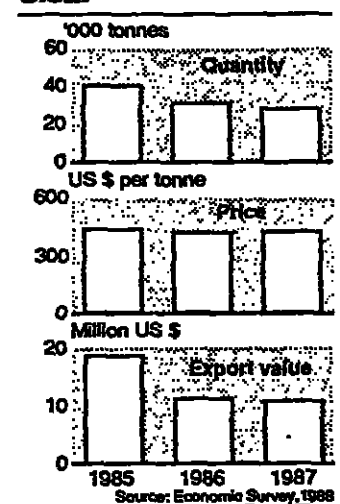 '000 tonnes
60
Quantity
40
20
0
US $ per tonne
600
Price
300
0
Million US $
20
Export value
10
0
1985 1986 1987
Source: Economic Survey, 1988